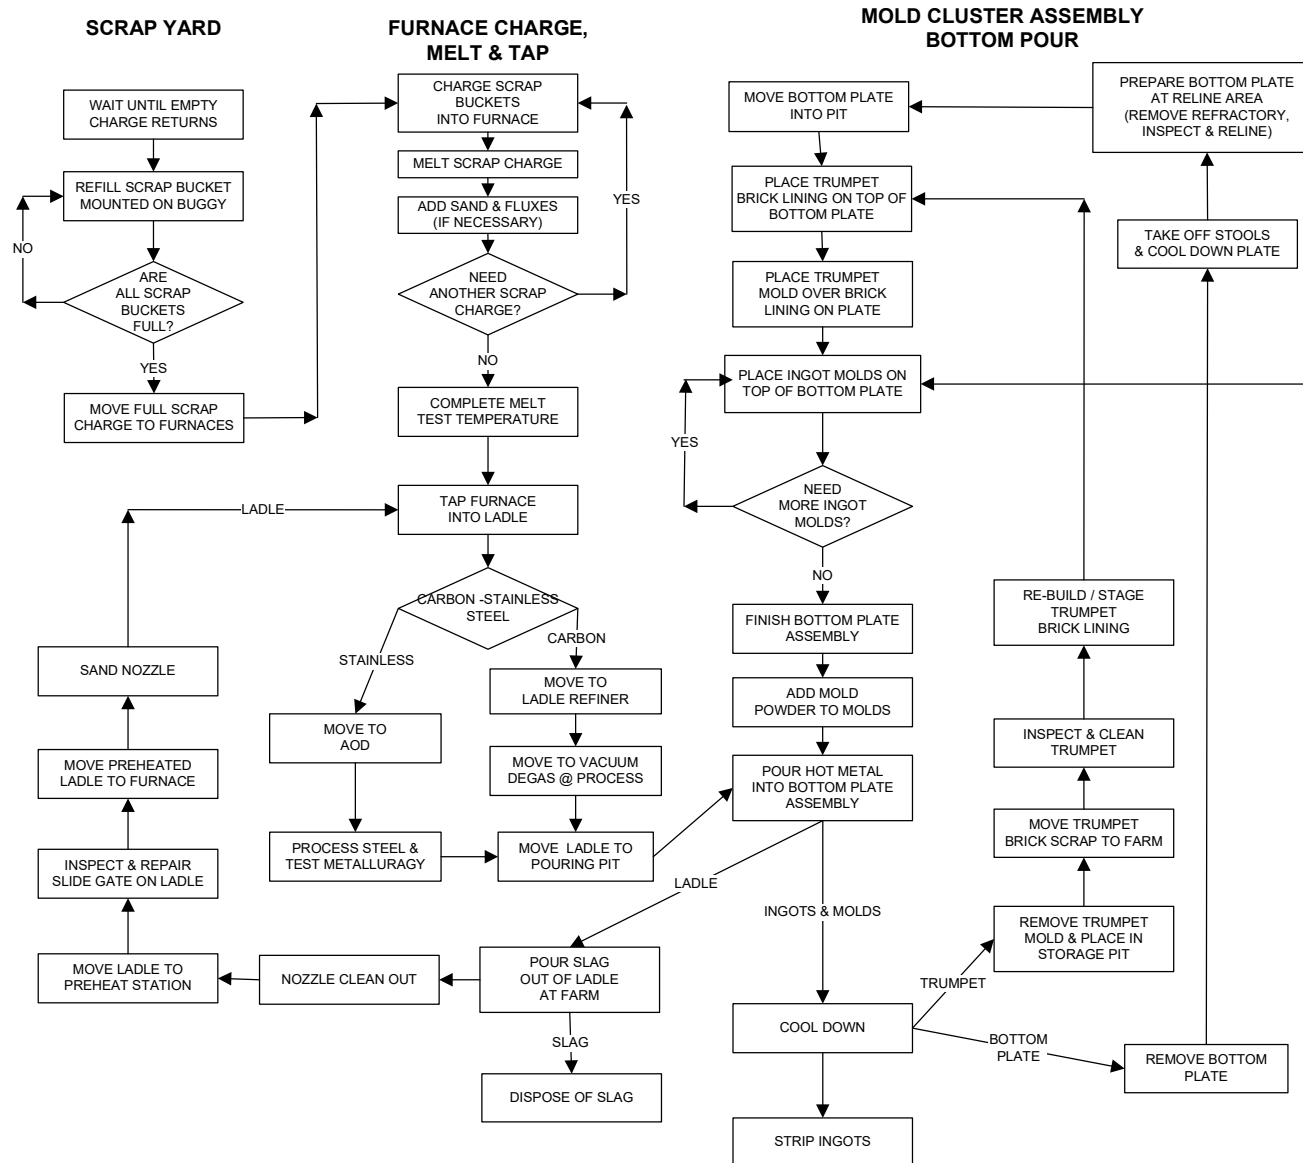 SCRAP YARD
WAIT UNTIL EMPTY
CHARGE RETURNS
REFILL SCRAP BUCKET
MOUNTED ON BUGGY
NO
ARE
ALL SCRAP
BUCKETS
FULL?
YES
MOVE FULL SCRAP
CHARGE TO FURNACES
FURNACE CHARGE,
MELT & TAP
CHARGE SCRAP
BUCKETS
INTO FURNACE
MELT SCRAP CHARGE
ADD SAND & FLUXES
(IF NECESSARY)
YES
NEED
ANOTHER SCRAP
CHARGE?
NO
COMPLETE MELT
TEST TEMPERATURE
TAP FURNACE
INTO LADLE
LADLE
CARBON -STAINLESS
STEEL
STAINLESS
CARBON
MOVE TO
LADLE REFINER
MOVE TO
AOD
MOVE TO VACUUM
DEGAS @ PROCESS
PROCESS STEEL &
TEST METALLURAGY
MOVE  LADLE TO
POURING PIT
SAND NOZZLE
MOVE PREHEATED
LADLE TO FURNACE
INSPECT & REPAIR
SLIDE GATE ON LADLE
MOVE LADLE TO
PREHEAT STATION
NOZZLE CLEAN OUT
POUR SLAG
OUT OF LADLE
AT FARM
SLAG
DISPOSE OF SLAG
MOLD CLUSTER ASSEMBLY
BOTTOM POUR
MOVE BOTTOM PLATE
INTO PIT
PREPARE BOTTOM PLATE
AT RELINE AREA
(REMOVE REFRACTORY,
INSPECT & RELINE)
PLACE TRUMPET
BRICK LINING ON TOP OF
BOTTOM PLATE
TAKE OFF STOOLS
& COOL DOWN PLATE
PLACE TRUMPET
MOLD OVER BRICK
LINING ON PLATE
PLACE INGOT MOLDS ON
TOP OF BOTTOM PLATE
YES
NEED
MORE INGOT
MOLDS?
NO
FINISH BOTTOM PLATE
ASSEMBLY
ADD MOLD
POWDER TO MOLDS
POUR HOT METAL
INTO BOTTOM PLATE
ASSEMBLY
LADLE
INGOTS & MOLDS
RE-BUILD / STAGE
TRUMPET
BRICK LINING
INSPECT & CLEAN
TRUMPET
MOVE TRUMPET
BRICK SCRAP TO FARM
REMOVE TRUMPET
MOLD & PLACE IN
STORAGE PIT
TRUMPET
COOL DOWN
BOTTOM
PLATE
REMOVE BOTTOM
PLATE
STRIP INGOTS